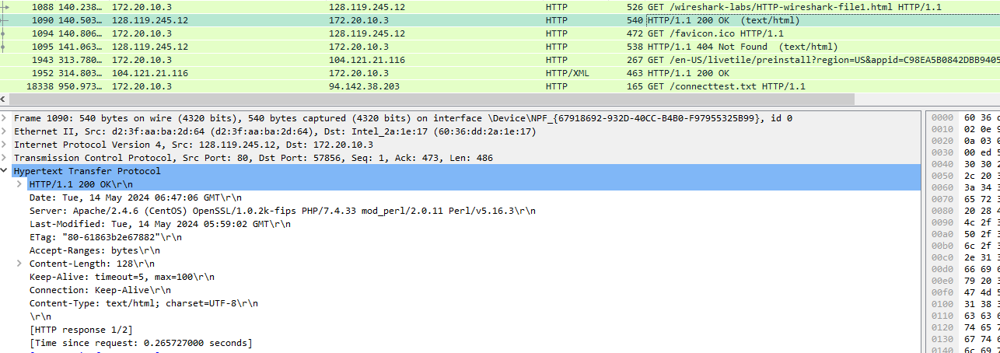 1088 140.238… 172.20.10.3 128.119.245.12 HTTP 526 GET /wireshark-labs/HTTP-wireshark-file1.html HTTP/1.1
1090 140.503… 128.119.245.12 172.20.10.3 HTTP 540 HTTP/1.1 200 OK  (text/html)
1094 140.806… 172.20.10.3 128.119.245.12 HTTP 472 GET /favicon.ico HTTP/1.1
1095 141.063… 128.119.245.12 172.20.10.3 HTTP 538 HTTP/1.1 404 Not Found  (text/html)
1943 313.780… 172.20.10.3 104.121.21.116 HTTP 267 GET /en-US/livetile/preinstall?region=US&appid=C98EA5B0842DBB9405
1952 314.803… 104.121.21.116 172.20.10.3 HTTP/XML 463 HTTP/1.1 200 OK
18338 950.973… 172.20.10.3 94.142.38.203 HTTP 165 GET /connecttest.txt HTTP/1.1
Frame 1090: 540 bytes on wire (4320 bits), 540 bytes captured (4320 bits) on interface \Device\NPF_{67918692-932D-40CC-B4B0-F97955325B99}, id 0
Ethernet II, Src: d2:3f:aa:ba:2d:64 (d2:3f:aa:ba:2d:64), Dst: Intel_2a:1e:17 (60:36:dd:2a:1e:17)
Internet Protocol Version 4, Src: 128.119.245.12, Dst: 172.20.10.3
Transmission Control Protocol, Src Port: 80, Dst Port: 57856, Seq: 1, Ack: 473, Len: 486
Hypertext Transfer Protocol
HTTP/1.1 200 OK\r\n
Date: Tue, 14 May 2024 06:47:06 GMT\r\n
Server: Apache/2.4.6 (CentOS) OpenSSL/1.0.2k-fips PHP/7.4.33 mod_perl/2.0.11 Perl/v5.16.3\r\n
Last-Modified: Tue, 14 May 2024 05:59:02 GMT\r\n
ETag: "80-61863b2e67882"\r\n
Accept-Ranges: bytes\r\n
Content-Length: 128\r\n
Keep-Alive: timeout=5, max=100\r\n
Connection: Keep-Alive\r\n
Content-Type: text/html; charset=UTF-8\r\n
\r\n
[HTTP response 1/2]
[Time since request: 0.265727000 seconds]
0000 60 36
0010 02 0e
0020 0a 03
0030 00 ed
0040 30 30
0050 2c 20
0060 3a 34
0070 65 72
0080 20 28
0090 4c 2f
00a0 50 2f
00b0 6c 2f
00c0 2e 31
00d0 66 69
00e0 79 20
00f0 47 4d
0100 31 38
0110 63 63
0120 74 65
0130 67 74
0140 6c 69